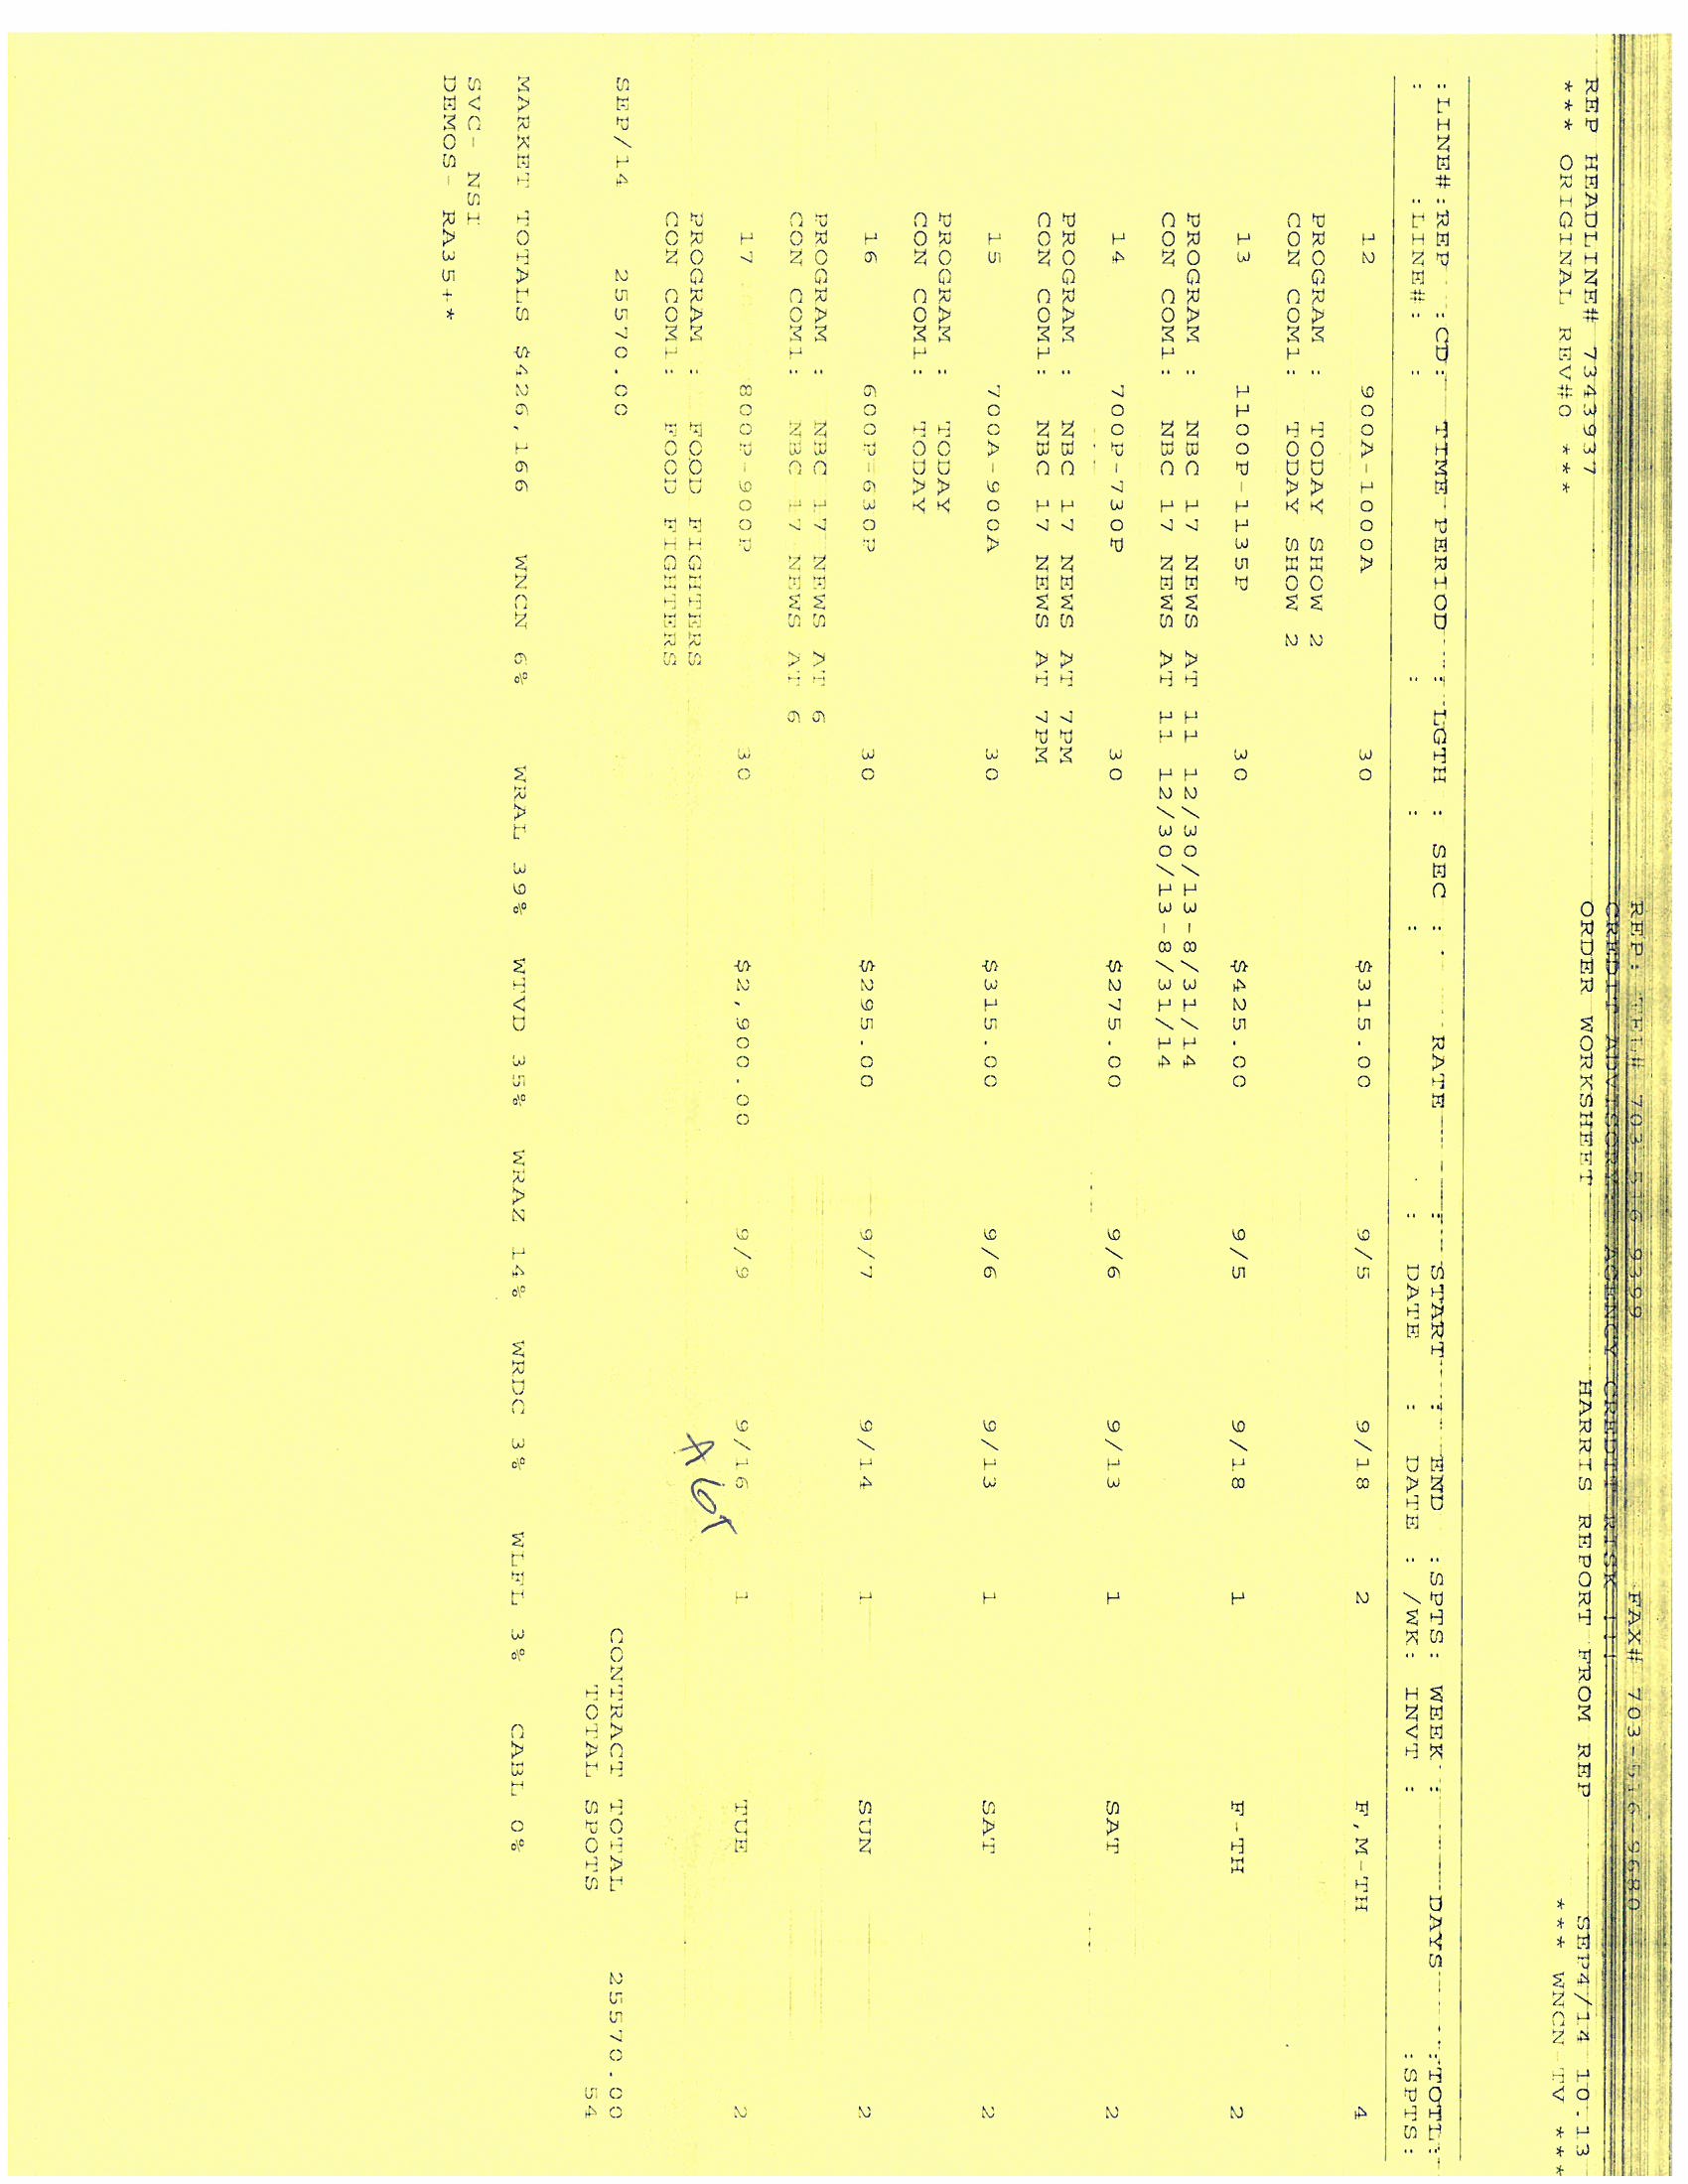 REP: TEL# 703-516-9399 FAX# 703-516-9680
CREDIT ADVISORY: AGENCY CREDIT RISK
REP HEADLINE# 7343937 ORDER WORKSHEET HARRIS REPORT FROM REP SEP4/14 10.13
*** ORIGINAL REV#0 *** *** WNCN-TV ***
:LINE#:REP :CD: TIME PERIOD : LGTH : SEC : RATE : START : END :SPTS: WEEK : DAYS :TOTL:
: :LINE#: : : : : DATE : DATE : /WK: INVT : :SPTS:
12 900A-1000A 30 $315.00 9/5 9/18 2 F,M-TH 4
PROGRAM : TODAY SHOW 2
CON COM1: TODAY SHOW 2
13 1100P-1135P 30 $425.00 9/5 9/18 1 F-TH 2
PROGRAM : NBC 17 NEWS AT 11 12/30/13-8/31/14
CON COM1: NBC 17 NEWS AT 11 12/30/13-8/31/14
14 700P-730P 30 $275.00 9/6 9/13 1 SAT 2
PROGRAM : NBC 17 NEWS AT 7PM
CON COM1: NBC 17 NEWS AT 7PM
15 700A-900A 30 $315.00 9/6 9/13 1 SAT 2
PROGRAM : TODAY
CON COM1: TODAY
16 600P-630P 30 $295.00 9/7 9/14 1 SUN 2
PROGRAM : NBC 17 NEWS AT 6
CON COM1: NBC 17 NEWS AT 6
17 800P-900P 30 $2,900.00 9/9 9/16 1 TUE 2
PROGRAM : FOOD FIGHTERS
CON COM1: FOOD FIGHTERS
SEP/14 25570.00 CONTRACT TOTAL 25570.00
TOTAL SPOTS 54
MARKET TOTALS $426,166 WNCN 6% WRAL 39% WTVD 35% WRAZ 14% WRDC 3% WLFL 3% CABL 0%
SVC- NSI
DEMOS- RA35+*